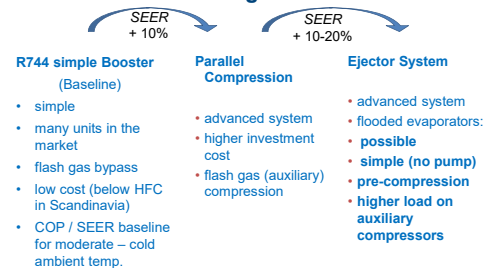 SEER
+ 10%
SEER
+ 10-20%
R744 simple Booster
(Baseline)
• simple
• many units in the
market
• flash gas bypass
• low cost (below HFC
in Scandinavia)
• COP / SEER baseline
for moderate – cold
ambient temp.
Parallel
Compression
• advanced system
• higher investment
cost
• flash gas (auxiliary)
compression
Ejector System
• advanced system
• flooded evaporators:
• possible
• simple (no pump)
• pre-compression
• higher load on
auxiliary
compressors